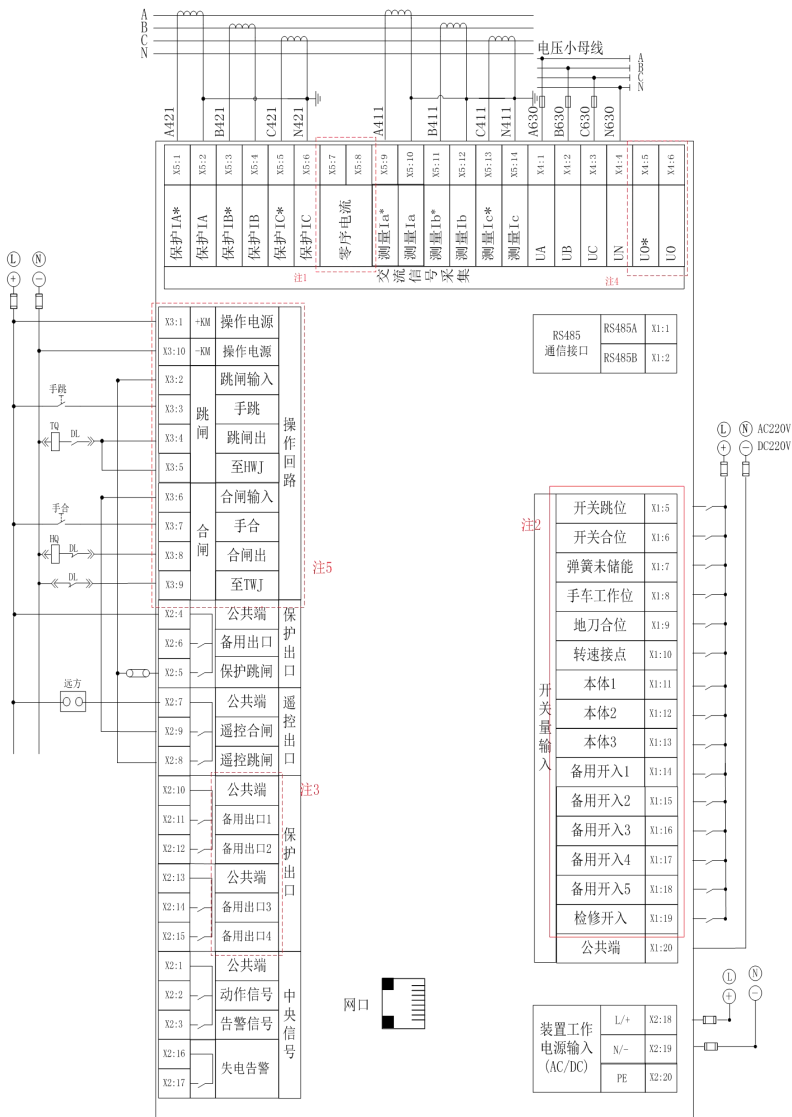 A
B
C
N
电压小母线
A
B
C
N
A421
B421
C421
N421
A411
B411
C411
N411
A630
B630
C630
N630
X5:1
X5:2
X5:3
X5:4
X5:5
X5:6
X5:7
X5:8
X5:9
X5:10
X5:11
X5:12
X5:13
X5:14
X4:1
X4:2
X4:3
X4:4
X4:5
X4:6
保护IA*
保护IA
保护IB*
保护IB
保护IC*
保护IC
零序电流
测量Ia*
测量Ia
测量Ib*
测量Ib
测量Ic*
测量Ic
UA
UB
UC
UN
UO*
UO
注1
交流信号采集
注4
L N
+ −
X3:1 +KM 操作电源
X3:10 -KM 操作电源
X3:2 跳闸输入
手跳
X3:3 手跳
TQ DL
X3:4 跳闸出
X3:5 至HWJ
跳闸
X3:6 合闸输入
手合
X3:7 手合
HQ DL
X3:8 合闸出
DL
X3:9 至TWJ
合闸
操作回路
注5
X2:4 公共端
X2:6 备用出口
X2:5 保护跳闸
保护出口
远方
X2:7 公共端
X2:9 遥控合闸
X2:8 遥控跳闸
遥控出口
X2:10 公共端
注3
X2:11 备用出口1
X2:12 备用出口2
X2:13 公共端
X2:14 备用出口3
X2:15 备用出口4
保护出口
X2:1 公共端
X2:2 动作信号
X2:3 告警信号
X2:16
X2:17
失电告警
中央信号
网口
RS485
通信接口
RS485A X1:1
RS485B X1:2
L N AC220V
+ − DC220V
注2
开关量输入
开关跳位 X1:5
开关合位 X1:6
弹簧未储能 X1:7
手车工作位 X1:8
地刀合位 X1:9
转速接点 X1:10
本体1 X1:11
本体2 X1:12
本体3 X1:13
备用开入1 X1:14
备用开入2 X1:15
备用开入3 X1:16
备用开入4 X1:17
备用开入5 X1:18
检修开入 X1:19
公共端 X1:20
L N
+ −
装置工作
电源输入
(AC/DC)
L/+ X2:18
N/- X2:19
PE X2:20